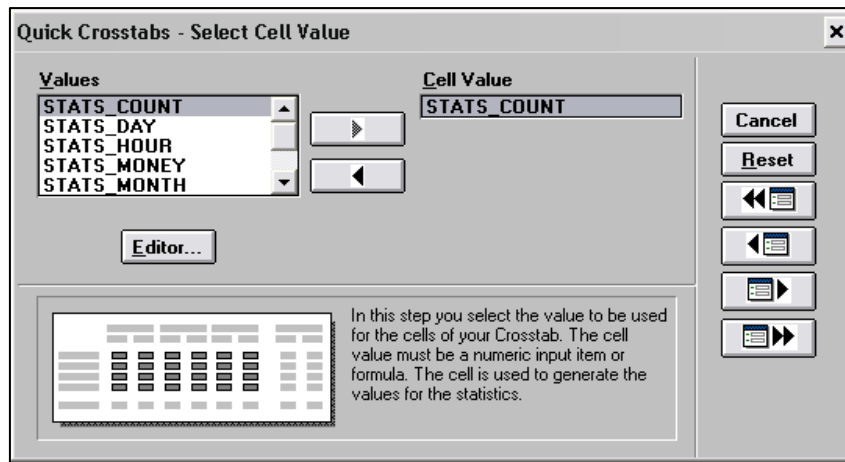 Quick Crosstabs - Select Cell Value
Values
STATS_COUNT
STATS_DAY
STATS_HOUR
STATS_MONEY
STATS_MONTH
Editor...
Cell Value
STATS_COUNT
Cancel
Reset
In this step you select the value to be used
for the cells of your Crosstab. The cell
value must be a numeric input item or
formula. The cell is used to generate the
values for the statistics.